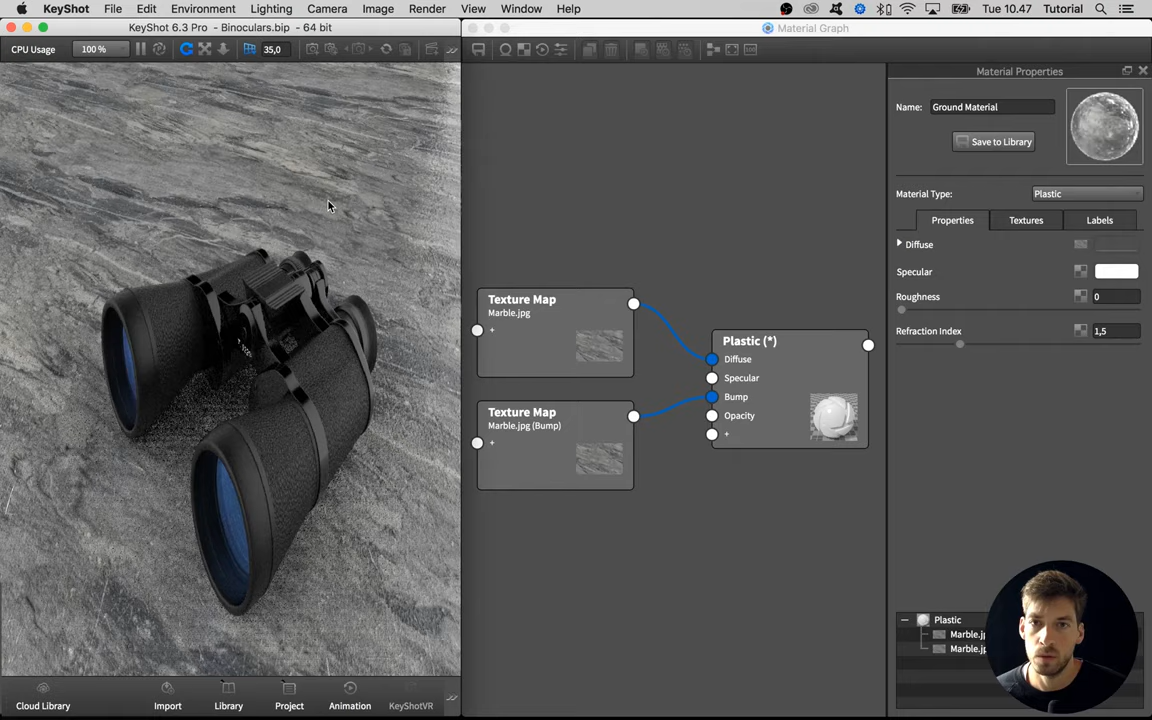 KeyShot File Edit Environment Lighting Camera Image Render View Window Help Tue 10.47 Tutorial
KeyShot 6.3 Pro - Binoculars.bip - 64 bit
Material Graph
CPU Usage 100 % 35,0
Material Properties
Name: Ground Material
Save to Library
Material Type: Plastic
Properties Textures Labels
Diffuse
Specular
Roughness 0
Refraction Index 1,5
Texture Map
Marble.jpg
+
Texture Map
Marble.jpg (Bump)
+
Plastic (*)
Diffuse
Specular
Bump
Opacity
+
Plastic
Marble.jp
Marble.jp
Cloud Library Import Library Project Animation KeyShotVR